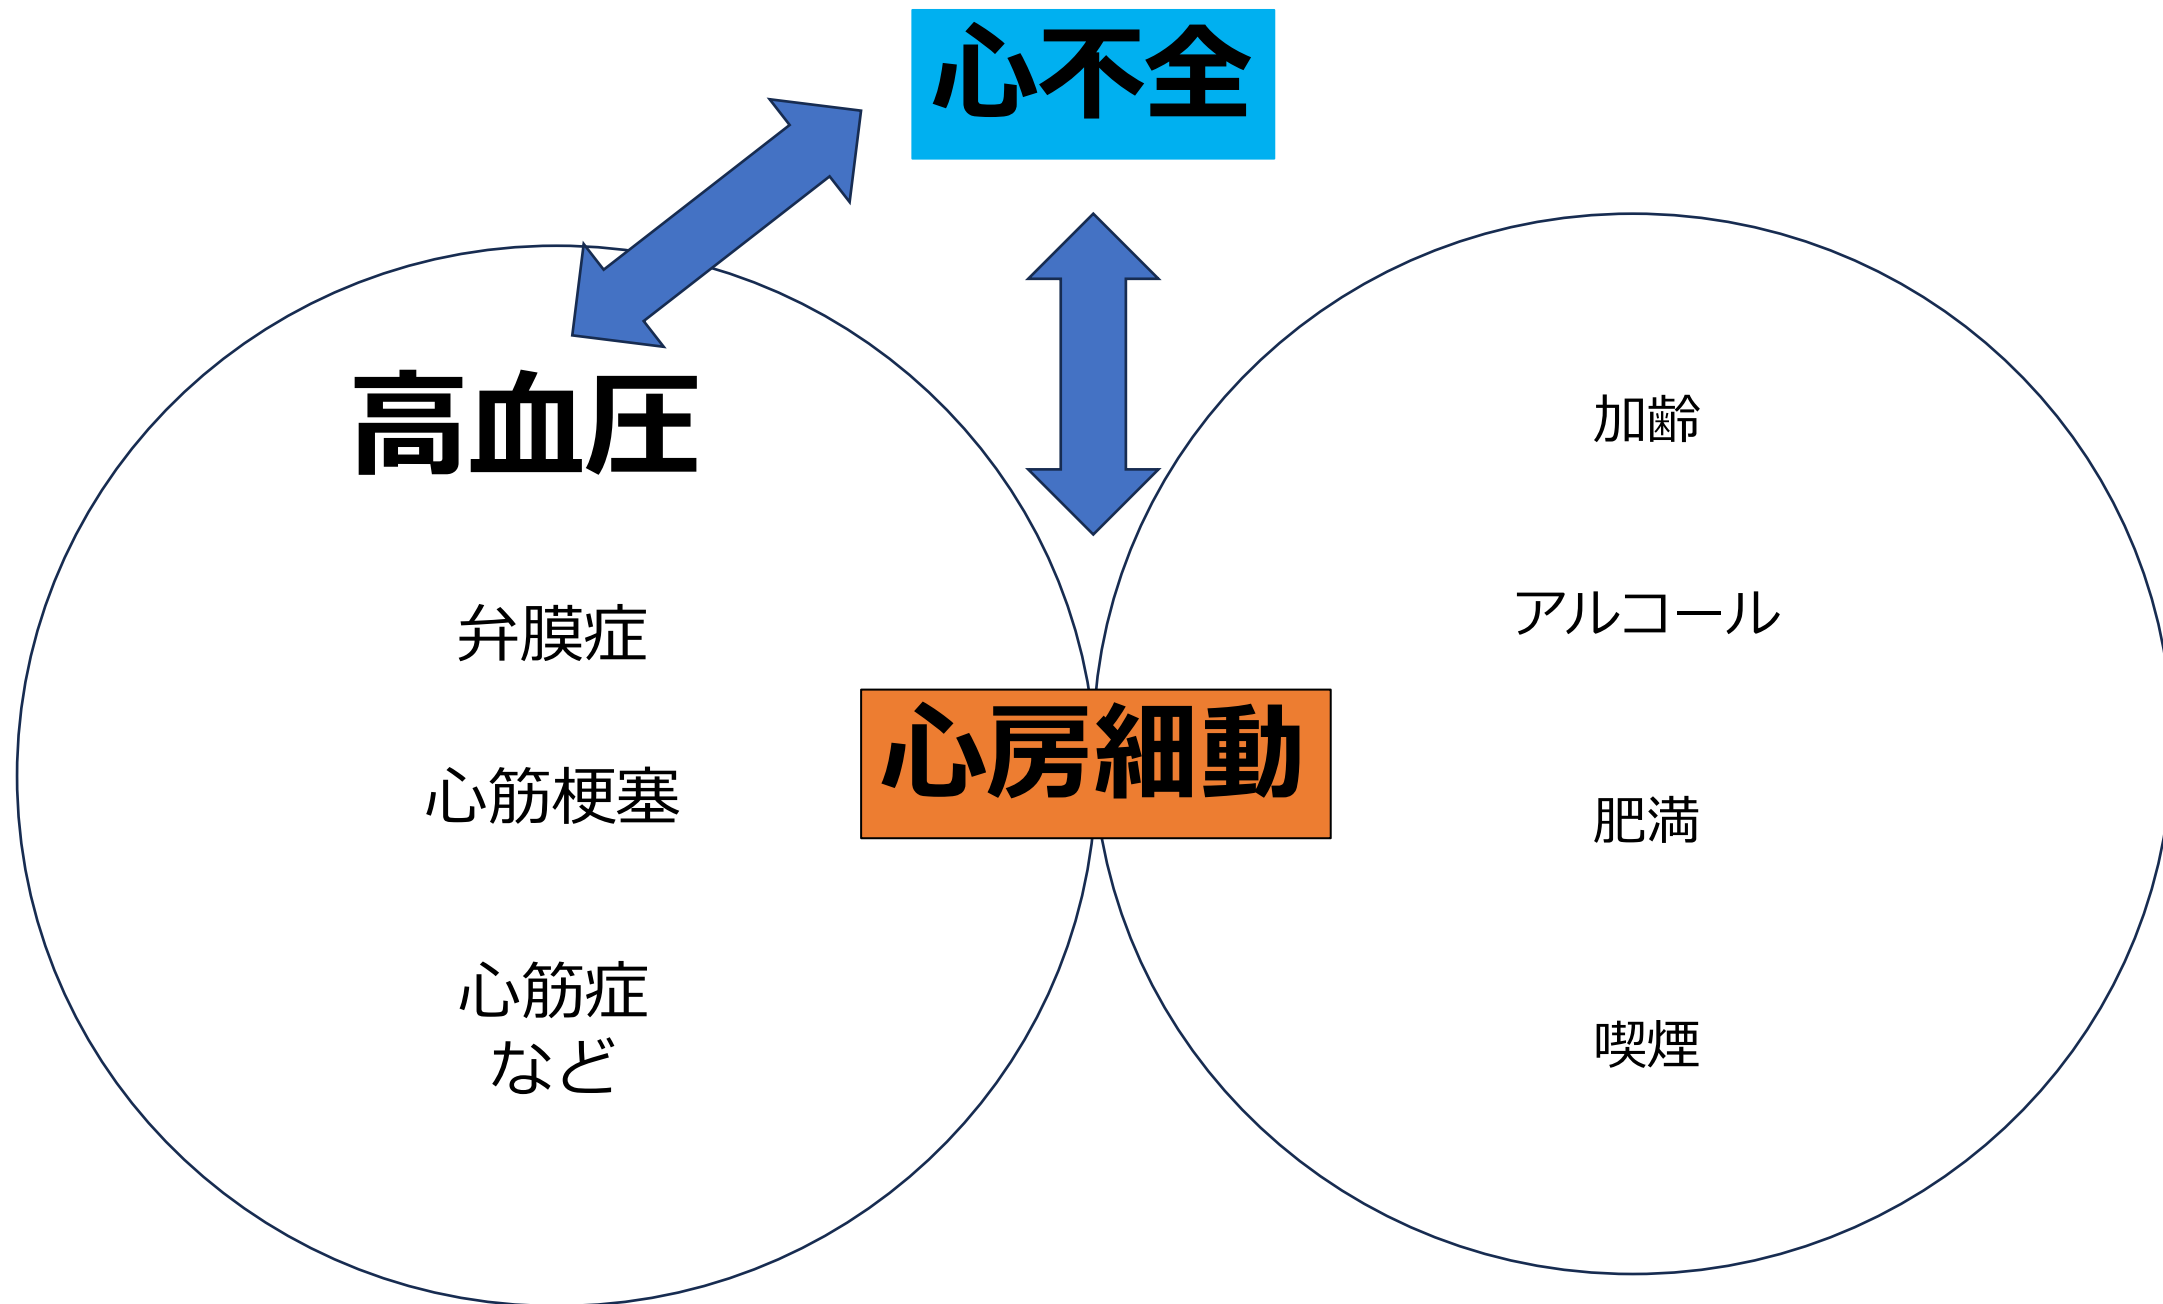 心不全
高血圧
弁膜症
心筋梗塞
心筋症
など
心房細動
加齢
アルコール
肥満
喫煙